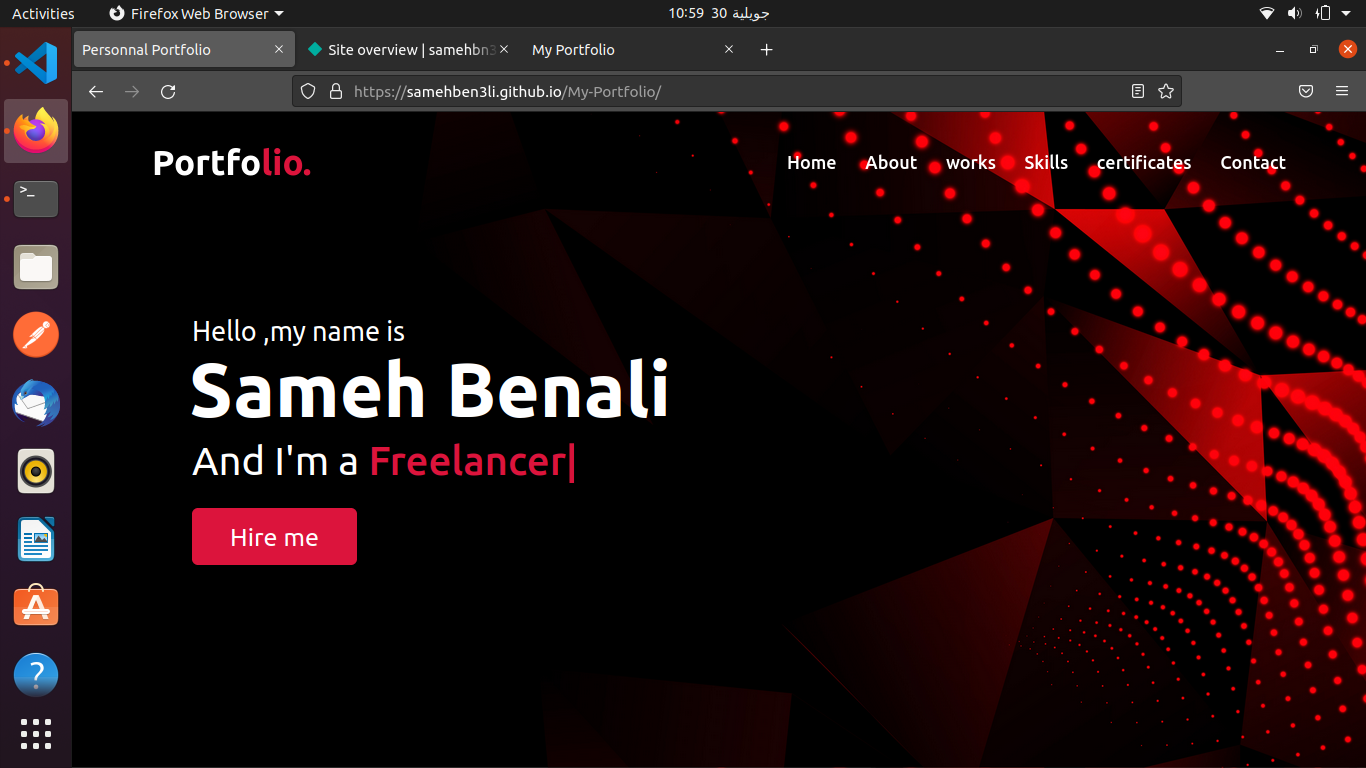 Activities
Firefox Web Browser
10:59 30 جويلية
Personnal Portfolio
Site overview | samehbn3
My Portfolio
https://samehben3li.github.io/My-Portfolio/
Portfolio.
Home
About
works
Skills
certificates
Contact
Hello ,my name is
Sameh Benali
And I'm a Freelancer|
Hire me